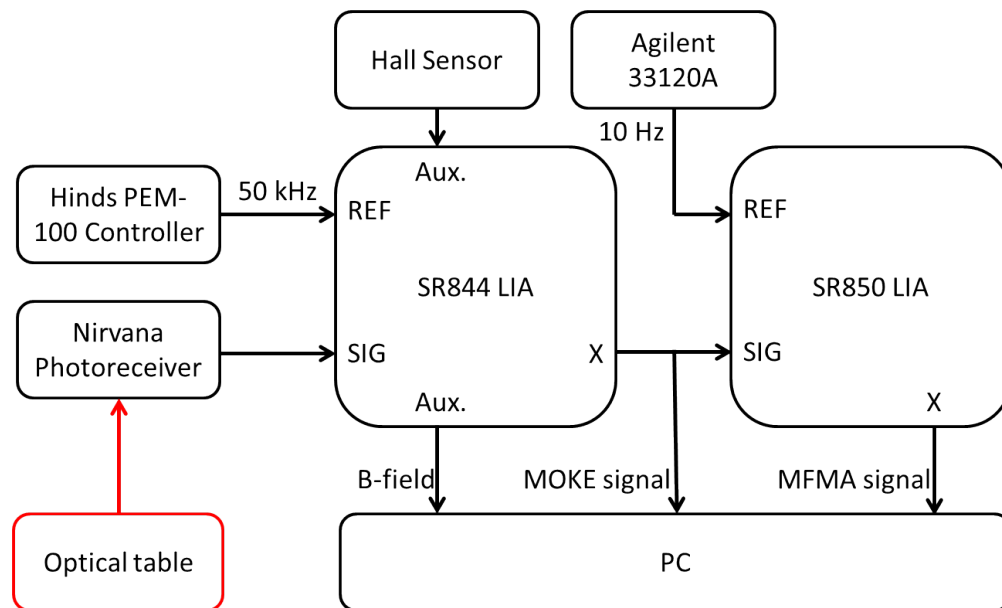 Hall Sensor
Agilent
33120A
10 Hz
Aux.
Hinds PEM-
100 Controller
50 kHz
REF
REF
SR844 LIA
SR850 LIA
Nirvana
Photoreceiver
SIG
X
SIG
Aux.
X
B-field
MOKE signal
MFMA signal
Optical table
PC